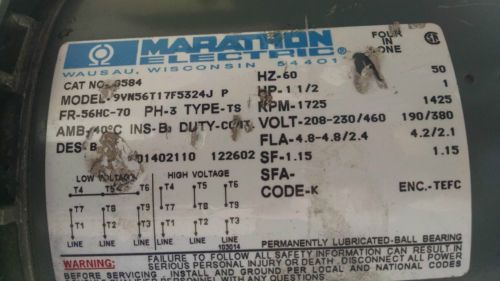 MARATHON
ELECTRIC®
WAUSAU, WISCONSIN 54401
FOUR IN
ONE
CAT NO. G584
MODEL-9VN56T17F5324J P
FR-56HC-70 PH-3 TYPE-TS
AMB. 40°C INS-B DUTY-CONT
DES-B 01402110 122602
HZ-60 50
HP-1 1/2 1
RPM-1725 1425
VOLT-208-230/460 190/380
FLA-4.8-4.8/2.4 4.2/2.1
SF-1.15 1.15
SFA-
CODE-K ENC.-TEFC
LOW VOLTAGE
T4 T5 T6
T7 T8 T9
T1 T2 T3
LINE LINE LINE
HIGH VOLTAGE
T4 T5 T6
T7 T8 T9
T1 T2 T3
LINE LINE LINE
103014
PERMANENTLY LUBRICATED-BALL BEARING
WARNING: FAILURE TO FOLLOW ALL SAFETY INFORMATION CAN RESULT IN
SERIOUS PERSONAL INJURY OR DEATH. DISCONNECT ALL POWER
BEFORE SERVICING. INSTALL AND GROUND PER LOCAL AND NATIONAL CODES